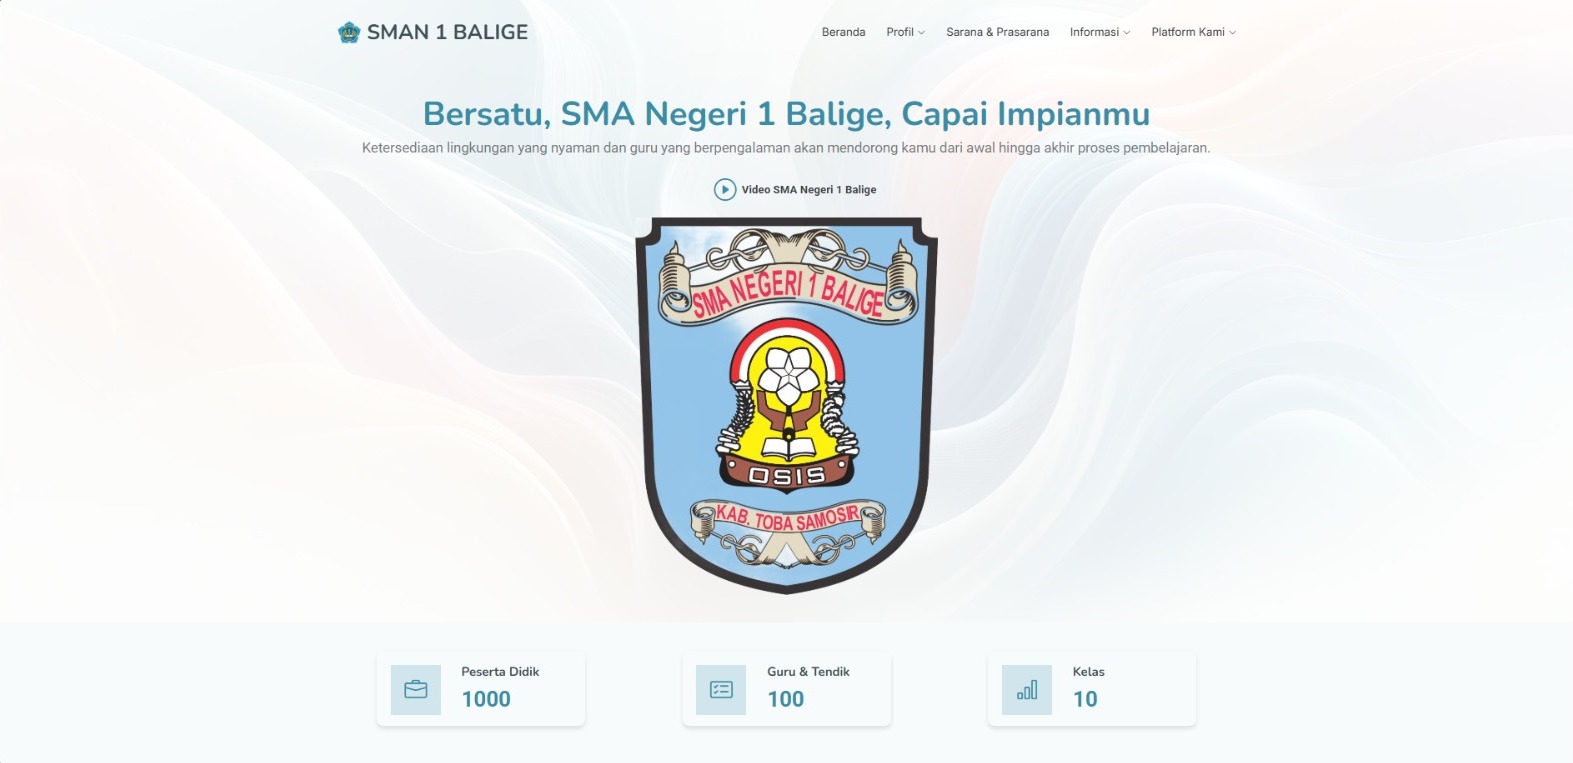 SMAN 1 BALIGE
Beranda Profil Sarana & Prasarana Informasi Platform Kami
Bersatu, SMA Negeri 1 Balige, Capai Impianmu
Ketersediaan lingkungan yang nyaman dan guru yang berpengalaman akan mendorong kamu dari awal hingga akhir proses pembelajaran.
Video SMA Negeri 1 Balige
SMA NEGERI 1 BALIGE
OSIS
KAB. TOBA SAMOSIR
Peserta Didik
1000
Guru & Tendik
100
Kelas
10